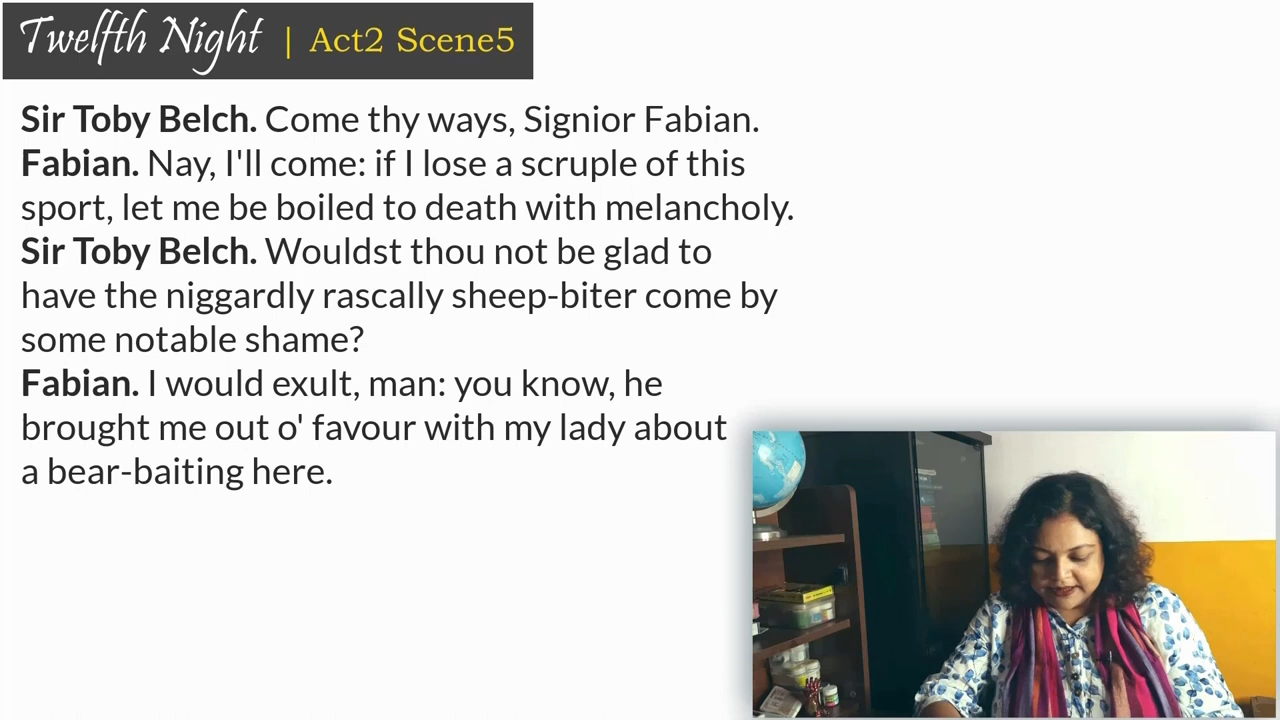 Twelfth Night | Act2 Scene5
Sir Toby Belch. Come thy ways, Signior Fabian.
Fabian. Nay, I'll come: if I lose a scruple of this
sport, let me be boiled to death with melancholy.
Sir Toby Belch. Wouldst thou not be glad to
have the niggardly rascally sheep-biter come by
some notable shame?
Fabian. I would exult, man: you know, he
brought me out o' favour with my lady about
a bear-baiting here.